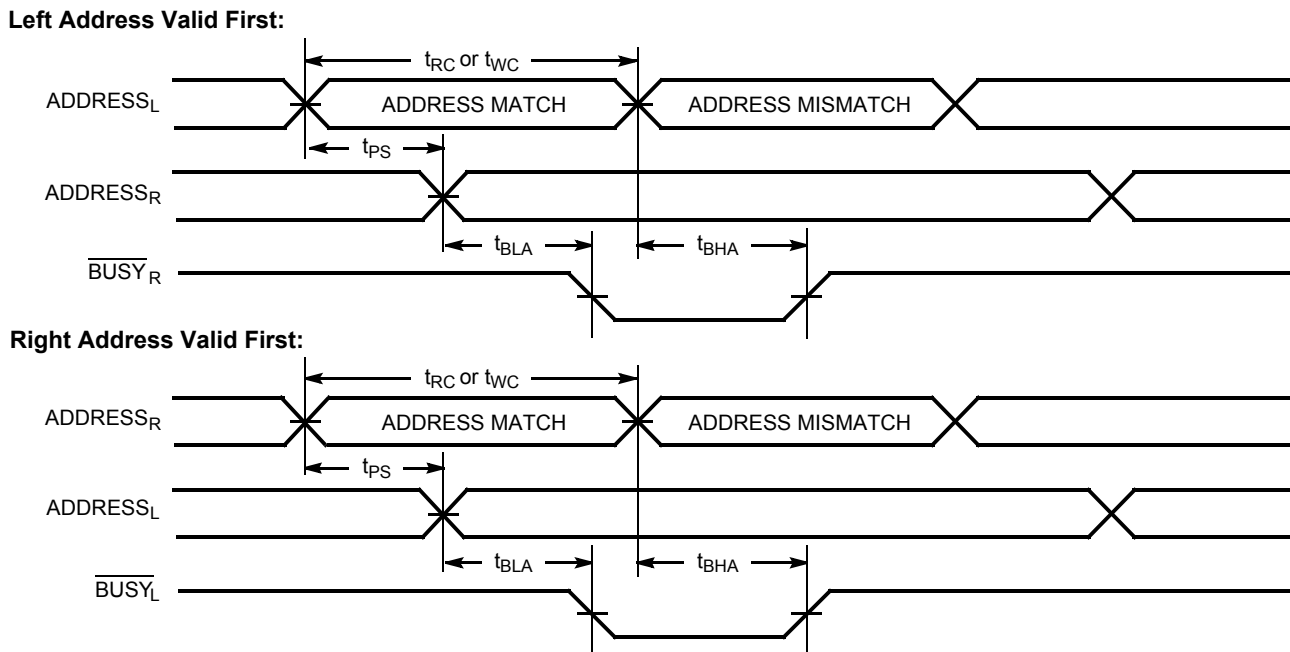 Left Address Valid First:
tRC or tWC
ADDRESSL ADDRESS MATCH ADDRESS MISMATCH
tPS
ADDRESSR
tBLA tBHA
BUSYR
Right Address Valid First:
tRC or tWC
ADDRESSR ADDRESS MATCH ADDRESS MISMATCH
tPS
ADDRESSL
tBLA tBHA
BUSYL